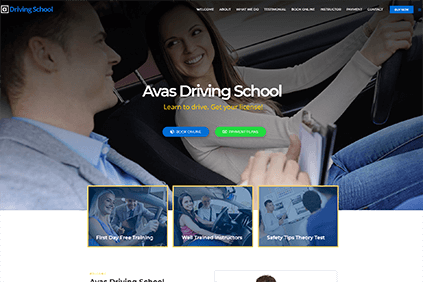 Driving School
WELCOME ABOUT WHAT WE DO TESTIMONIAL BOOK ONLINE INSTRUCTOR PAYMENT CONTACT BUY NOW
Avas Driving School
Learn to drive. Get your license!
BOOK ONLINE PAYMENT PLANS
First Day Free Training Well Trained Instructors Safety Tips Theory Test
Avas Driving School